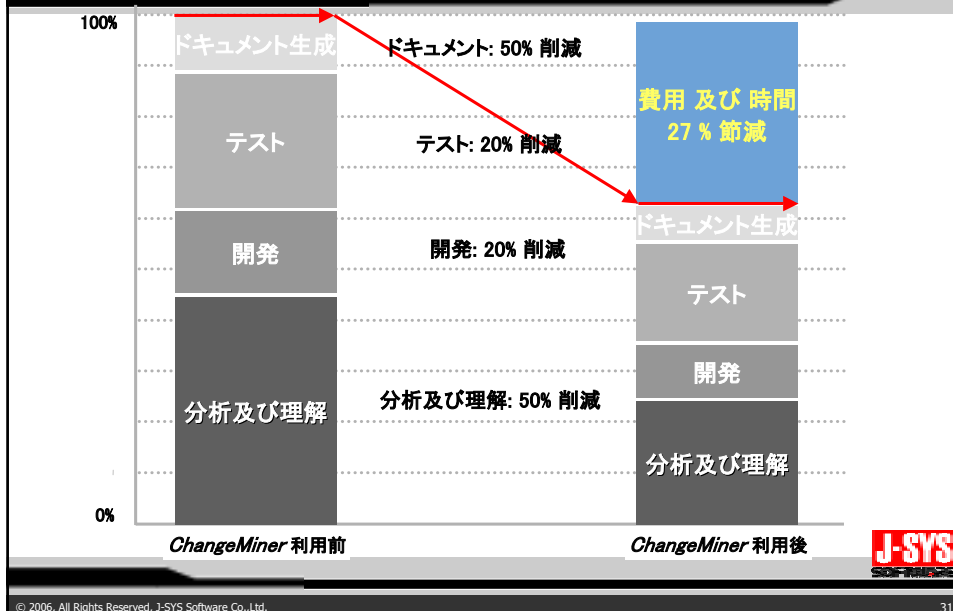 100%
ドキュメント生成
ドキュメント: 50% 削減
費用 及び 時間
27 % 節減
テスト
テスト: 20% 削減
ドキュメント生成
開発
開発: 20% 削減
テスト
開発
分析及び理解
分析及び理解: 50% 削減
分析及び理解
0%
ChangeMiner 利用前
ChangeMiner 利用後
J-SYS
SOFTWARE
© 2006. All Rights Reserved. J-SYS Software Co.,Ltd.
31